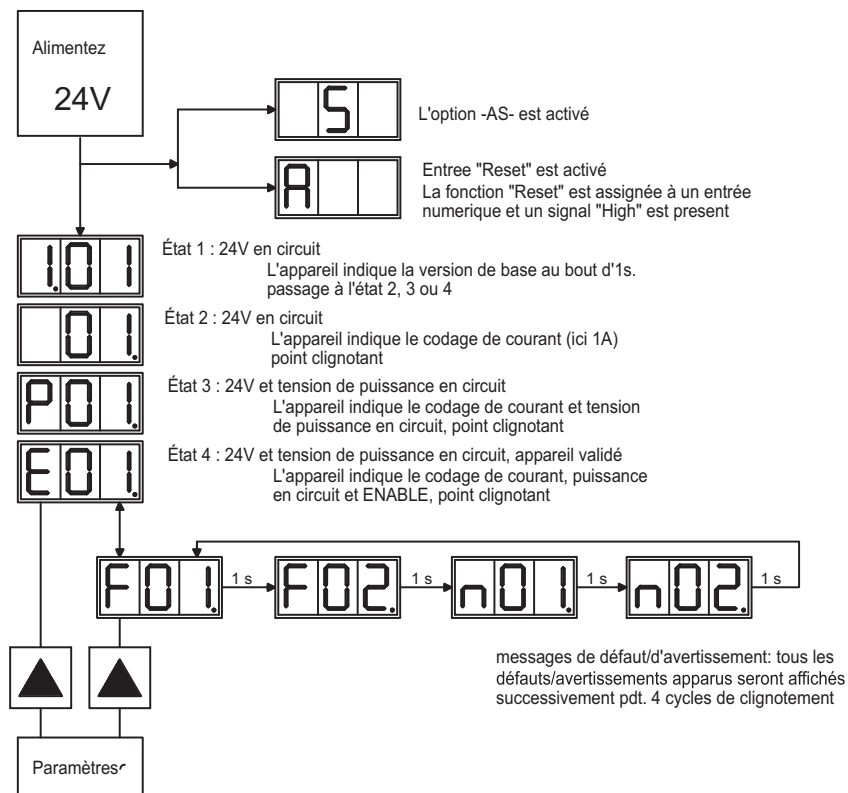 Alimentez
24V
S
L'option -AS- est activé
A
Entree "Reset" est activé
La fonction "Reset" est assignée à un entrée
numerique et un signal "High" est present
1.01
État 1 : 24V en circuit
L'appareil indique la version de base au bout d'1s.
passage à l'état 2, 3 ou 4
01.
État 2 : 24V en circuit
L'appareil indique le codage de courant (ici 1A)
point clignotant
P01.
État 3 : 24V et tension de puissance en circuit
L'appareil indique le codage de courant et tension
de puissance en circuit, point clignotant
E01.
État 4 : 24V et tension de puissance en circuit, appareil validé
L'appareil indique le codage de courant, puissance
en circuit et ENABLE, point clignotant
F01. 1 s F02. 1 s n01. 1 s n02. 1 s
messages de défaut/d'avertissement: tous les
défauts/avertissements apparus seront affichés
successivement pdt. 4 cycles de clignotement
Paramètres